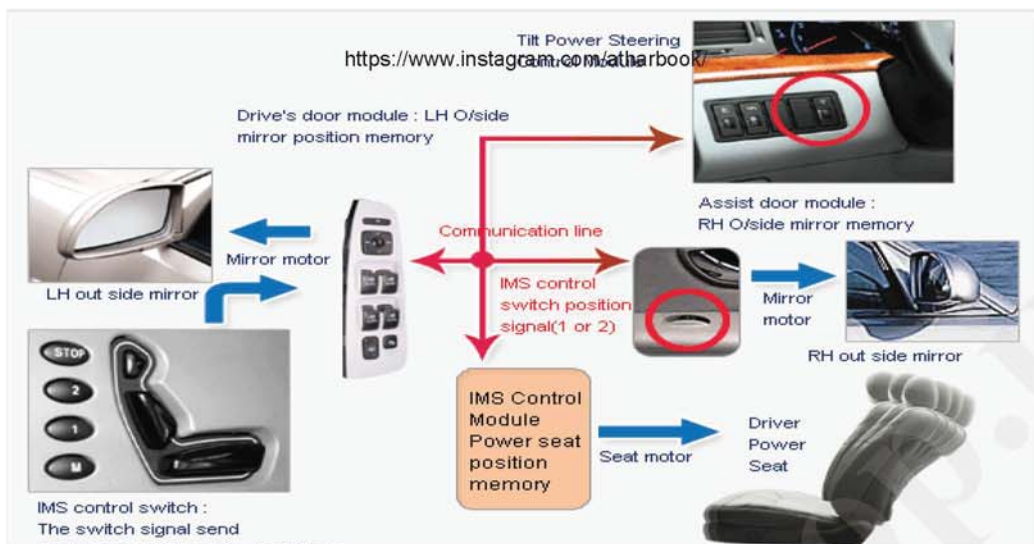 Tilt Power Steering
Control Module
https://www.instagram.com/atharbook/
Drive's door module : LH O/side
mirror position memory
Assist door module :
RH O/side mirror memory
Communication line
Mirror motor
LH out side mirror
IMS control
switch position
signal(1 or 2)
Mirror
motor
RH out side mirror
STOP
2
1
M
IMS Control
Module
Power seat
position
memory
Seat motor
Driver
Power
Seat
IMS control switch :
The switch signal send